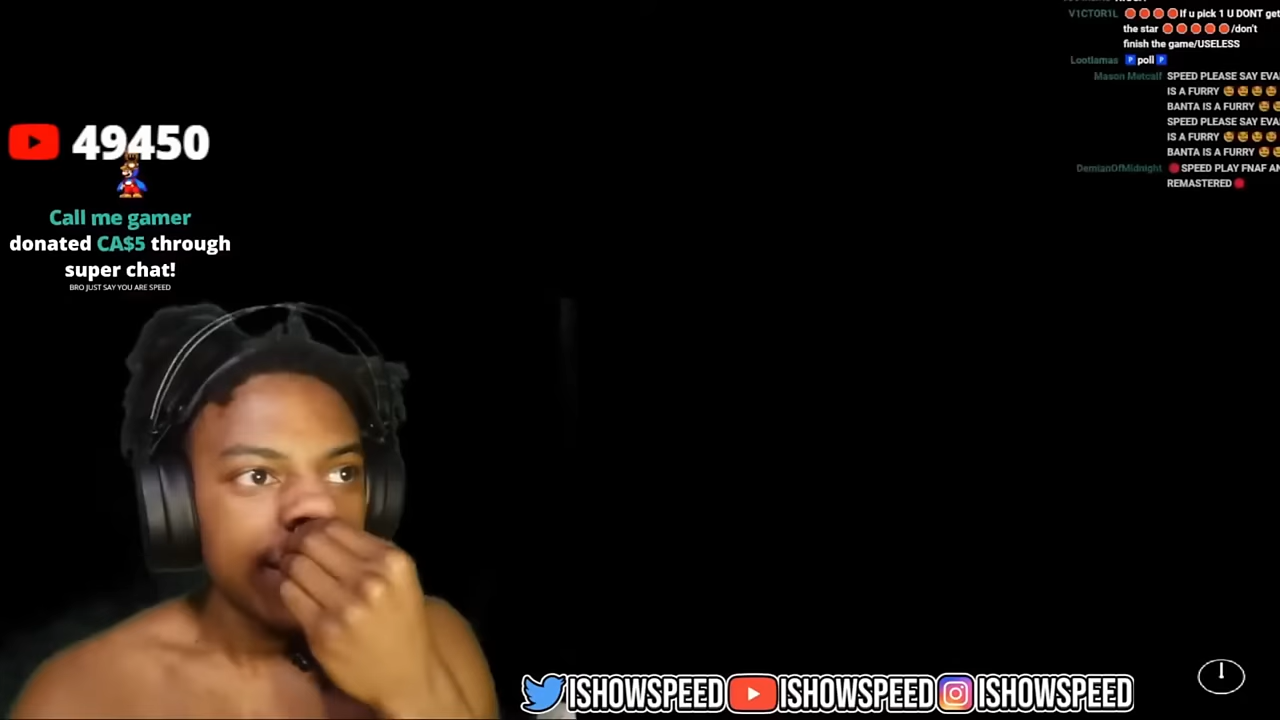 V1CTOR1L If u pick 1 U DONT get
the star /don't
finish the game/USELESS
Lootlamas 🅿poll🅿
Mason Metcalf SPEED PLEASE SAY EVA
IS A FURRY
BANTA IS A FURRY
SPEED PLEASE SAY EVA
IS A FURRY
BANTA IS A FURRY
DemianOfMidnight SPEED PLAY FNAF AN
REMASTERED
49450
Call me gamer
donated CA$5 through
super chat!
BRO JUST SAY YOU ARE SPEED
ISHOWSPEED ISHOWSPEED ISHOWSPEED